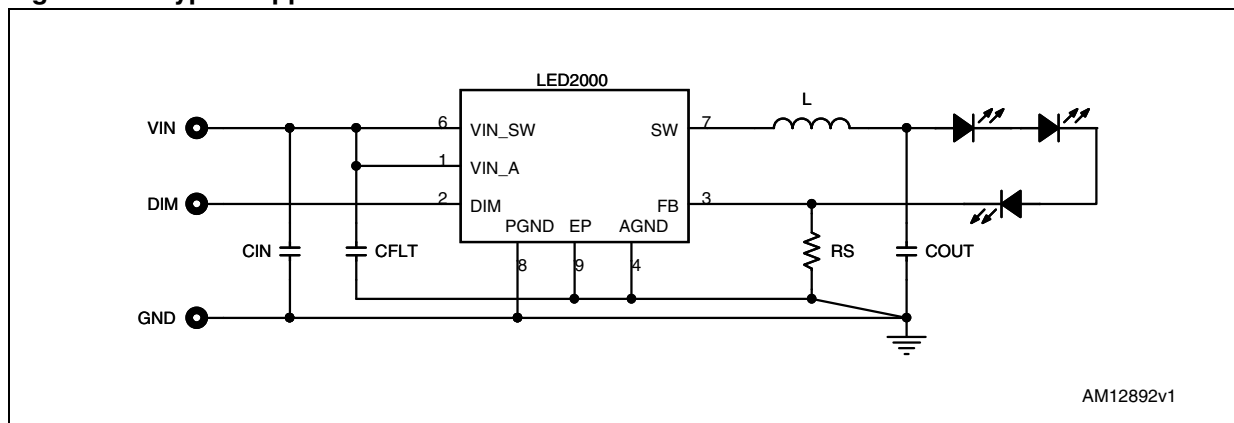 LED2000
L
VIN
6
VIN_SW
SW
7
1
VIN_A
DIM
2
DIM
FB
3
PGND
EP
AGND
CIN
CFLT
8
9
4
RS
COUT
GND
AM12892v1